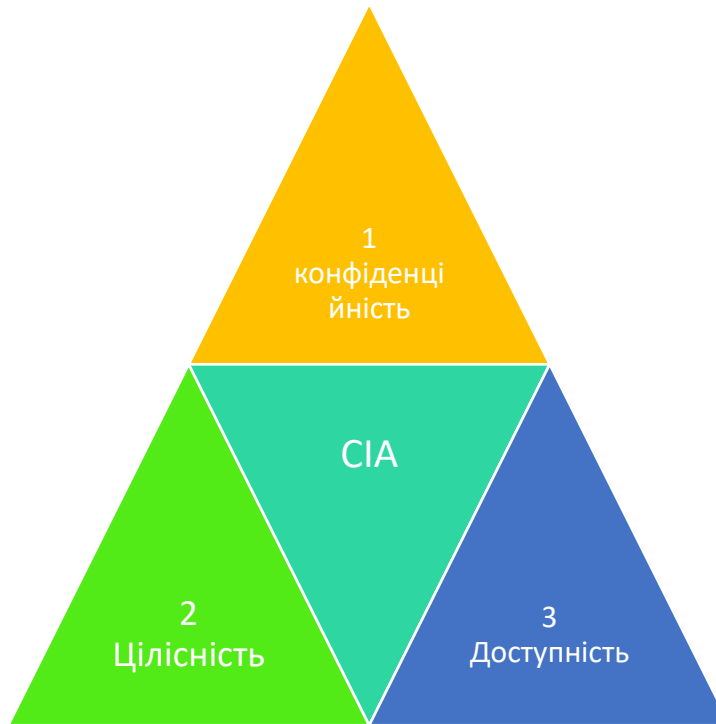 1
конфіденці
йність
CIA
2
Цілісність
3
Доступність